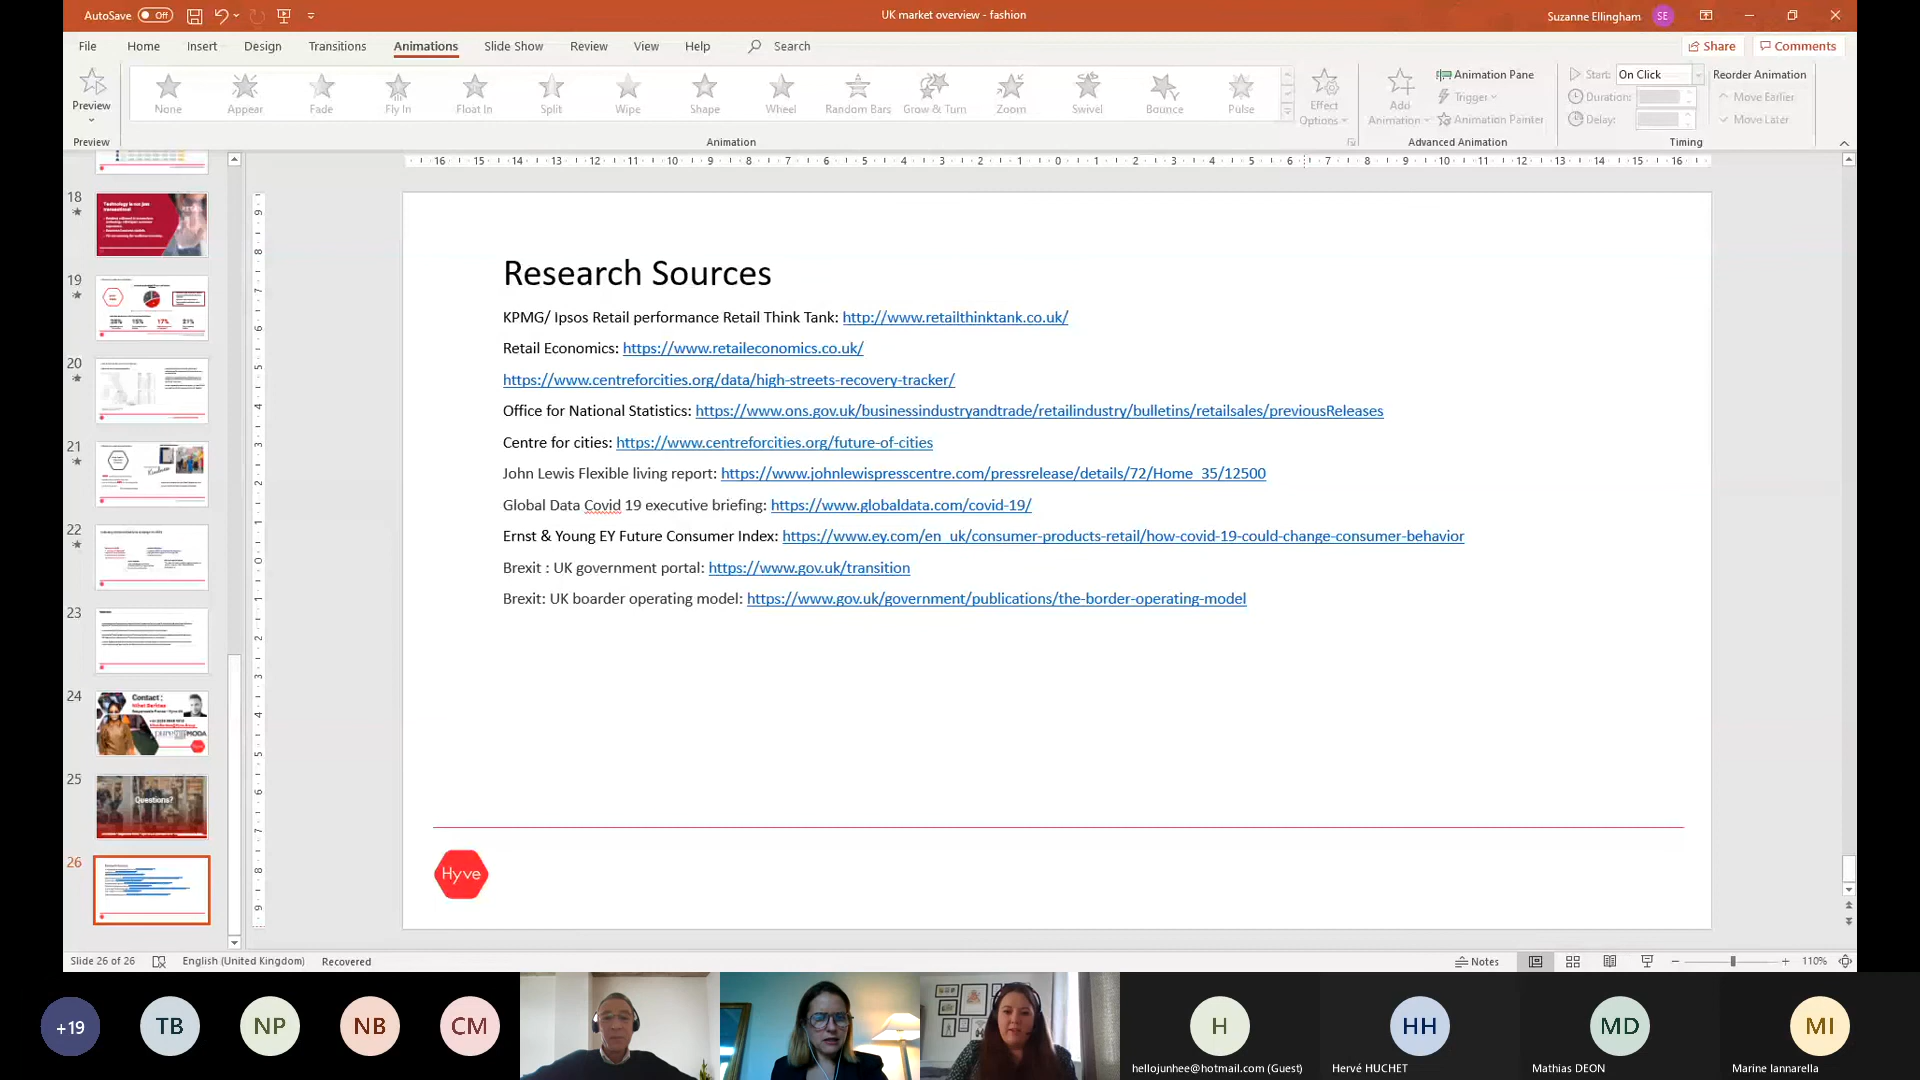 AutoSave Off
UK market overview - fashion
Suzanne Ellingham SE
File Home Insert Design Transitions Animations Slide Show Review View Help Search
Share Comments
Preview
None Appear Fade Fly In Float In Split Wipe Shape Wheel Random Bars Grow & Turn Zoom Swivel Bounce Pulse
Effect Options
Add Animation
Animation Pane
Trigger
Animation Painter
Start: On Click
Duration:
Delay:
Reorder Animation
Move Earlier
Move Later
Preview Animation Advanced Animation Timing
18
Technology is not just transactional
19
20
21
22
23
24
Contact :
MODA
25
Questions?
26
Research Sources
KPMG/ Ipsos Retail performance Retail Think Tank: http://www.retailthinktank.co.uk/
Retail Economics: https://www.retaileconomics.co.uk/
https://www.centreforcities.org/data/high-streets-recovery-tracker/
Office for National Statistics: https://www.ons.gov.uk/businessindustryandtrade/retailindustry/bulletins/retailsales/previousReleases
Centre for cities: https://www.centreforcities.org/future-of-cities
John Lewis Flexible living report: https://www.johnlewispresscentre.com/pressrelease/details/72/Home_35/12500
Global Data Covid 19 executive briefing: https://www.globaldata.com/covid-19/
Ernst & Young EY Future Consumer Index: https://www.ey.com/en_uk/consumer-products-retail/how-covid-19-could-change-consumer-behavior
Brexit : UK government portal: https://www.gov.uk/transition
Brexit: UK boarder operating model: https://www.gov.uk/government/publications/the-border-operating-model
Hyve
Slide 26 of 26 English (United Kingdom) Recovered
Notes 110%
+19 TB NP NB CM H HH MD MI
hellojunhee@hotmail.com (Guest) Hervé HUCHET Mathias DEON Marine Iannarella